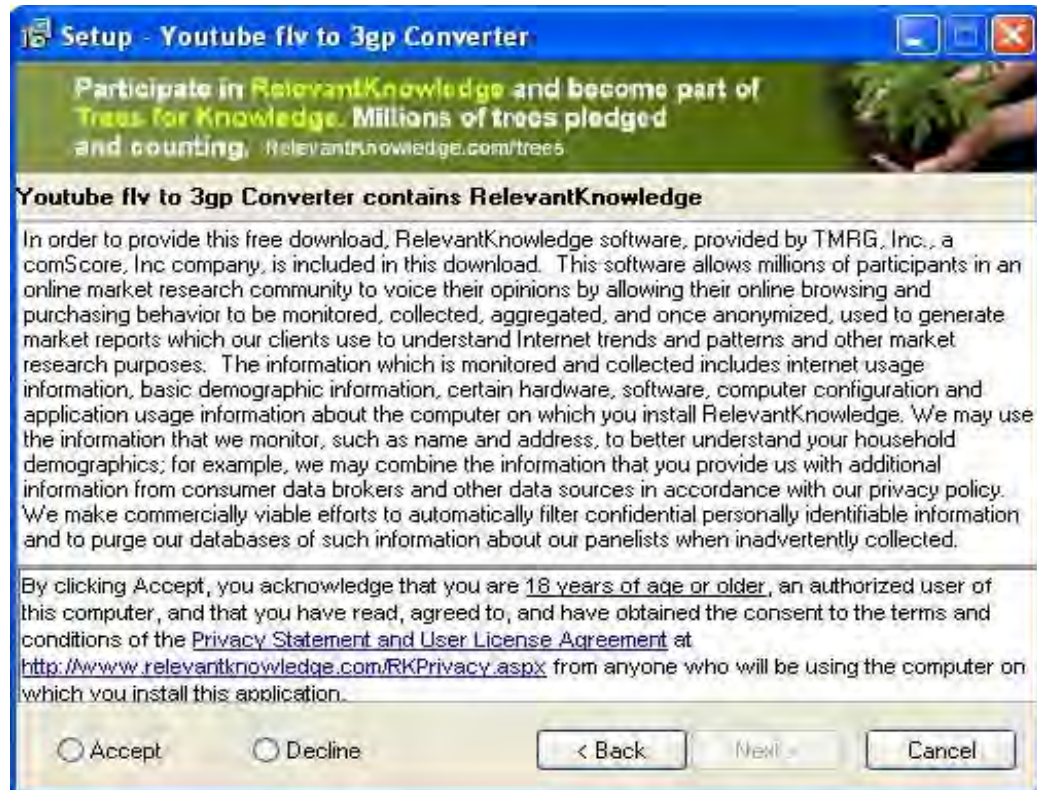 Setup - Youtube flv to 3gp Converter
Participate in RelevantKnowledge and become part of
Trees for Knowledge. Millions of trees pledged
and counting. RelevantKnowledge.com/trees
Youtube flv to 3gp Converter contains RelevantKnowledge
In order to provide this free download, RelevantKnowledge software, provided by TMRG, Inc., a
comScore, Inc company, is included in this download. This software allows millions of participants in an
online market research community to voice their opinions by allowing their online browsing and
purchasing behavior to be monitored, collected, aggregated, and once anonymized, used to generate
market reports which our clients use to understand Internet trends and patterns and other market
research purposes. The information which is monitored and collected includes internet usage
information, basic demographic information, certain hardware, software, computer configuration and
application usage information about the computer on which you install RelevantKnowledge. We may use
the information that we monitor, such as name and address, to better understand your household
demographics; for example, we may combine the information that you provide us with additional
information from consumer data brokers and other data sources in accordance with our privacy policy.
We make commercially viable efforts to automatically filter confidential personally identifiable information
and to purge our databases of such information about our panelists when inadvertently collected.
By clicking Accept, you acknowledge that you are 18 years of age or older, an authorized user of
this computer, and that you have read, agreed to, and have obtained the consent to the terms and
conditions of the Privacy Statement and User License Agreement at
http://www.relevantknowledge.com/RKPrivacy.aspx from anyone who will be using the computer on
which you install this application.
Accept Decline < Back Next > Cancel